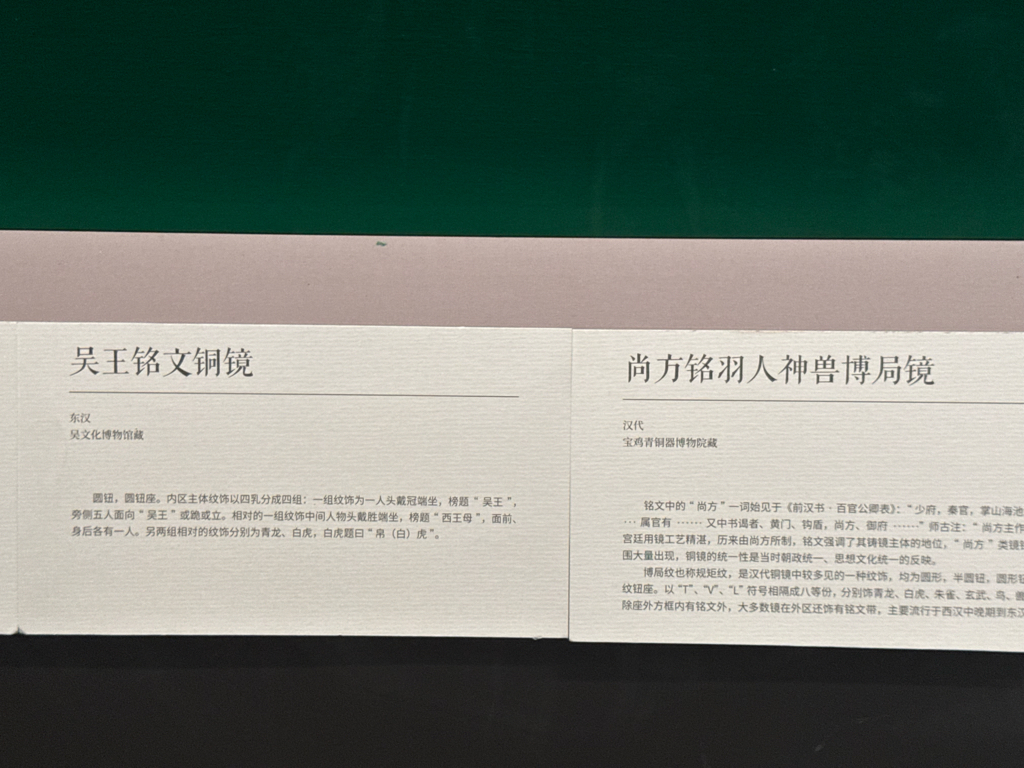 吴王铭文铜镜
东汉
吴文化博物馆藏
圆钮，圆钮座。内区主体纹饰以四乳分成四组：一组纹饰为一人头戴冠端坐，榜题“吴王”，
旁侧五人面向“吴王”或跪或立。相对的一组纹饰中间人物头戴胜端坐，榜题“西王母”，面前、
身后各有一人。另两组相对的纹饰分别为青龙、白虎，白虎题曰“帛（白）虎”。
尚方铭羽人神兽博局镜
汉代
宝鸡青铜器博物院藏
铭文中的“尚方”一词始见于《前汉书·百官公卿表》：“少府，秦官，掌山海池
…属官有……又中书谒者、黄门、钩盾，尚方、御府……”师古注：“尚方主作
宫廷用镜工艺精湛，历来由尚方所制，铭文强调了其铸镜主体的地位，“尚方”类镜铭
围大量出现，铜镜的统一性是当时朝政统一、思想文化统一的反映。
博局纹也称规矩纹，是汉代铜镜中较多见的一种纹饰，均为圆形，半圆钮，圆形钮
纹钮座。以“T”、“V”、“L”符号相隔成八等份，分别饰青龙、白虎、朱雀、玄武、鸟、兽
除座外方框内有铭文外，大多数镜在外区还饰有铭文带，主要流行于西汉中晚期到东汉